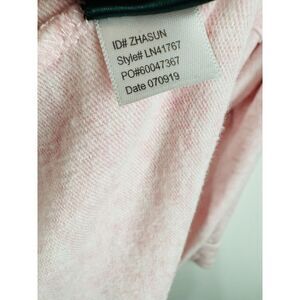 ID# ZHASUN
Style# LN41767
PO#60047367
Date 070919